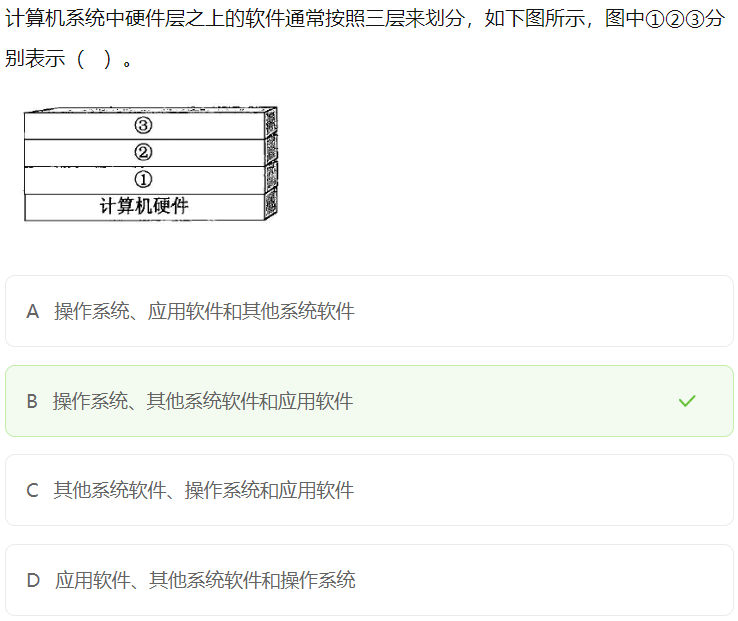 计算机系统中硬件层之上的软件通常按照三层来划分，如下图所示，图中①②③分
别表示（　）。
③
②
①
计算机硬件
A 操作系统、应用软件和其他系统软件
B 操作系统、其他系统软件和应用软件
C 其他系统软件、操作系统和应用软件
D 应用软件、其他系统软件和操作系统